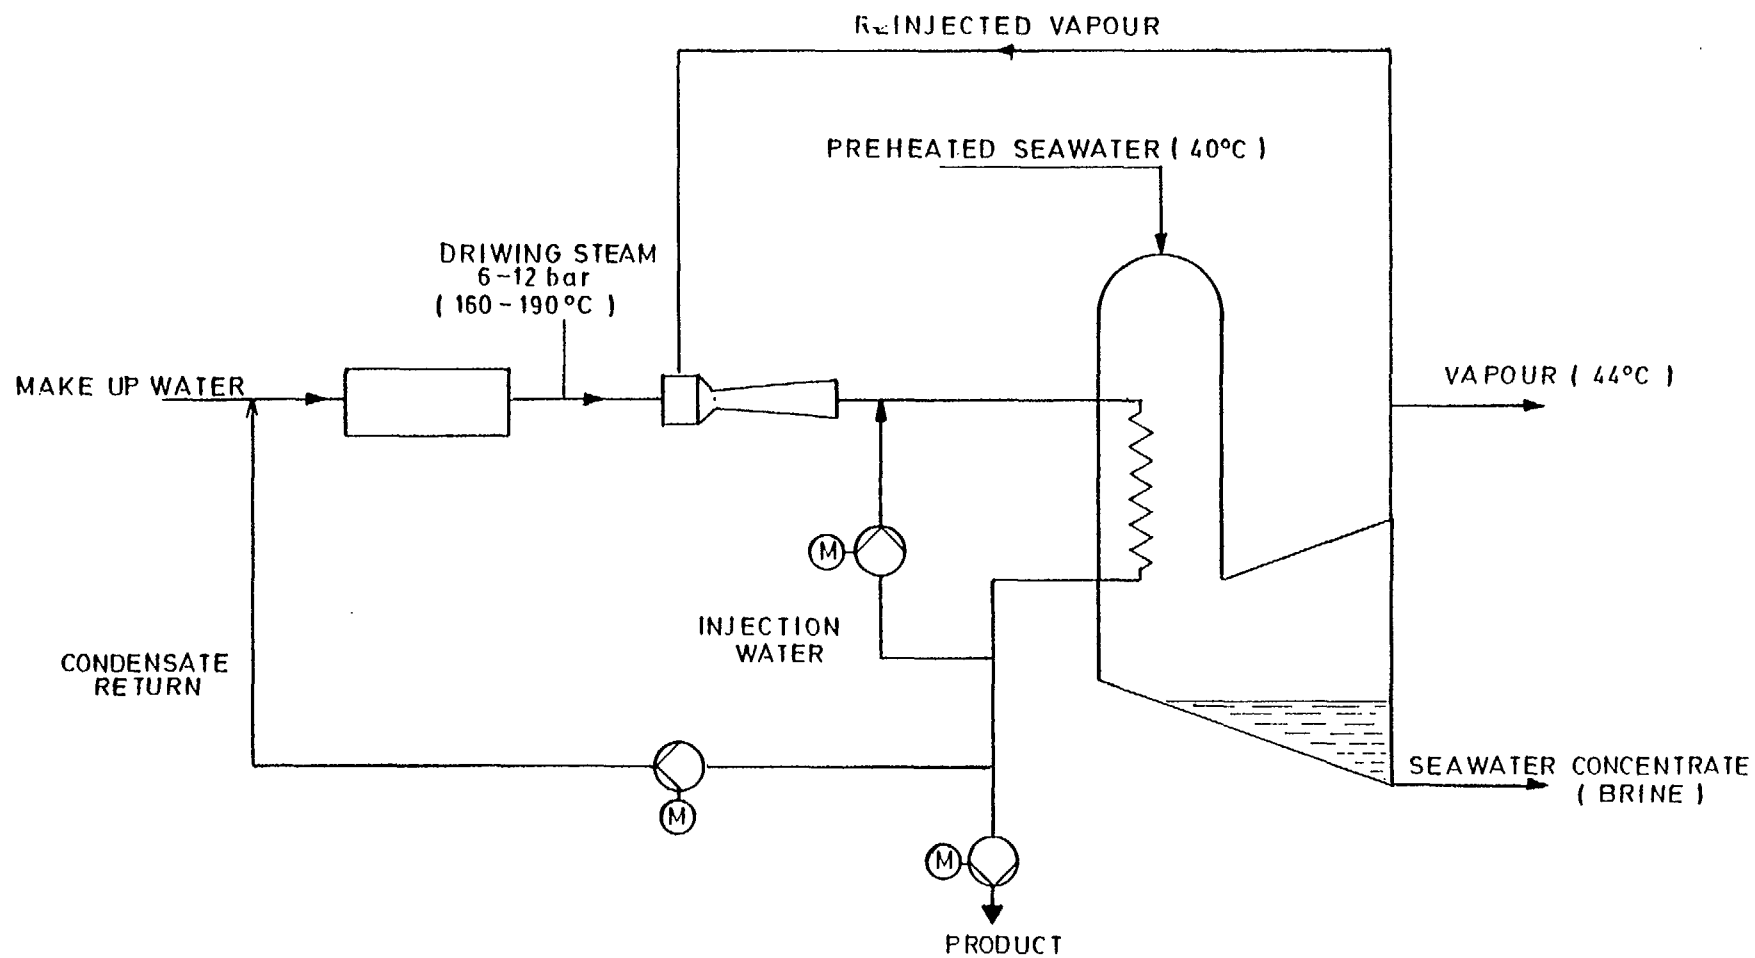 REINJECTED VAPOUR
PREHEATED SEAWATER ( 40°C )
DRIWING STEAM
6-12 bar
( 160-190°C )
MAKE UP WATER
VAPOUR ( 44°C )
M
INJECTION
WATER
CONDENSATE
RETURN
SEAWATER CONCENTRATE
( BRINE )
M
M
PRODUCT